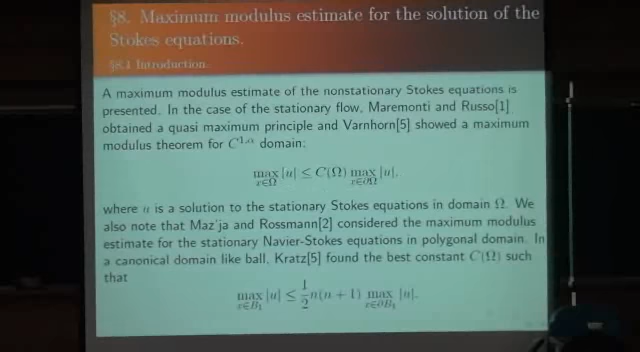 §8. Maximum modulus estimate for the solution of the
Stokes equations.
§8.1 Introduction.
A maximum modulus estimate of the nonstationary Stokes equations is
presented. In the case of the stationary flow, Maremonti and Russo[1]
obtained a quasi maximum principle and Varnhorn[5] showed a maximum
modulus theorem for C^{1,α} domain:
max_{x∈Ω} |u| ≤ C(Ω) max_{x∈∂Ω} |u|.
where u is a solution to the stationary Stokes equations in domain Ω. We
also note that Maz'ja and Rossmann[2] considered the maximum modulus
estimate for the stationary Navier-Stokes equations in polygonal domain. In
a canonical domain like ball, Kratz[5] found the best constant C(Ω) such
that
max_{x∈B₁} |u| ≤ 1/2 n(n + 1) max_{x∈∂B₁} |u|.